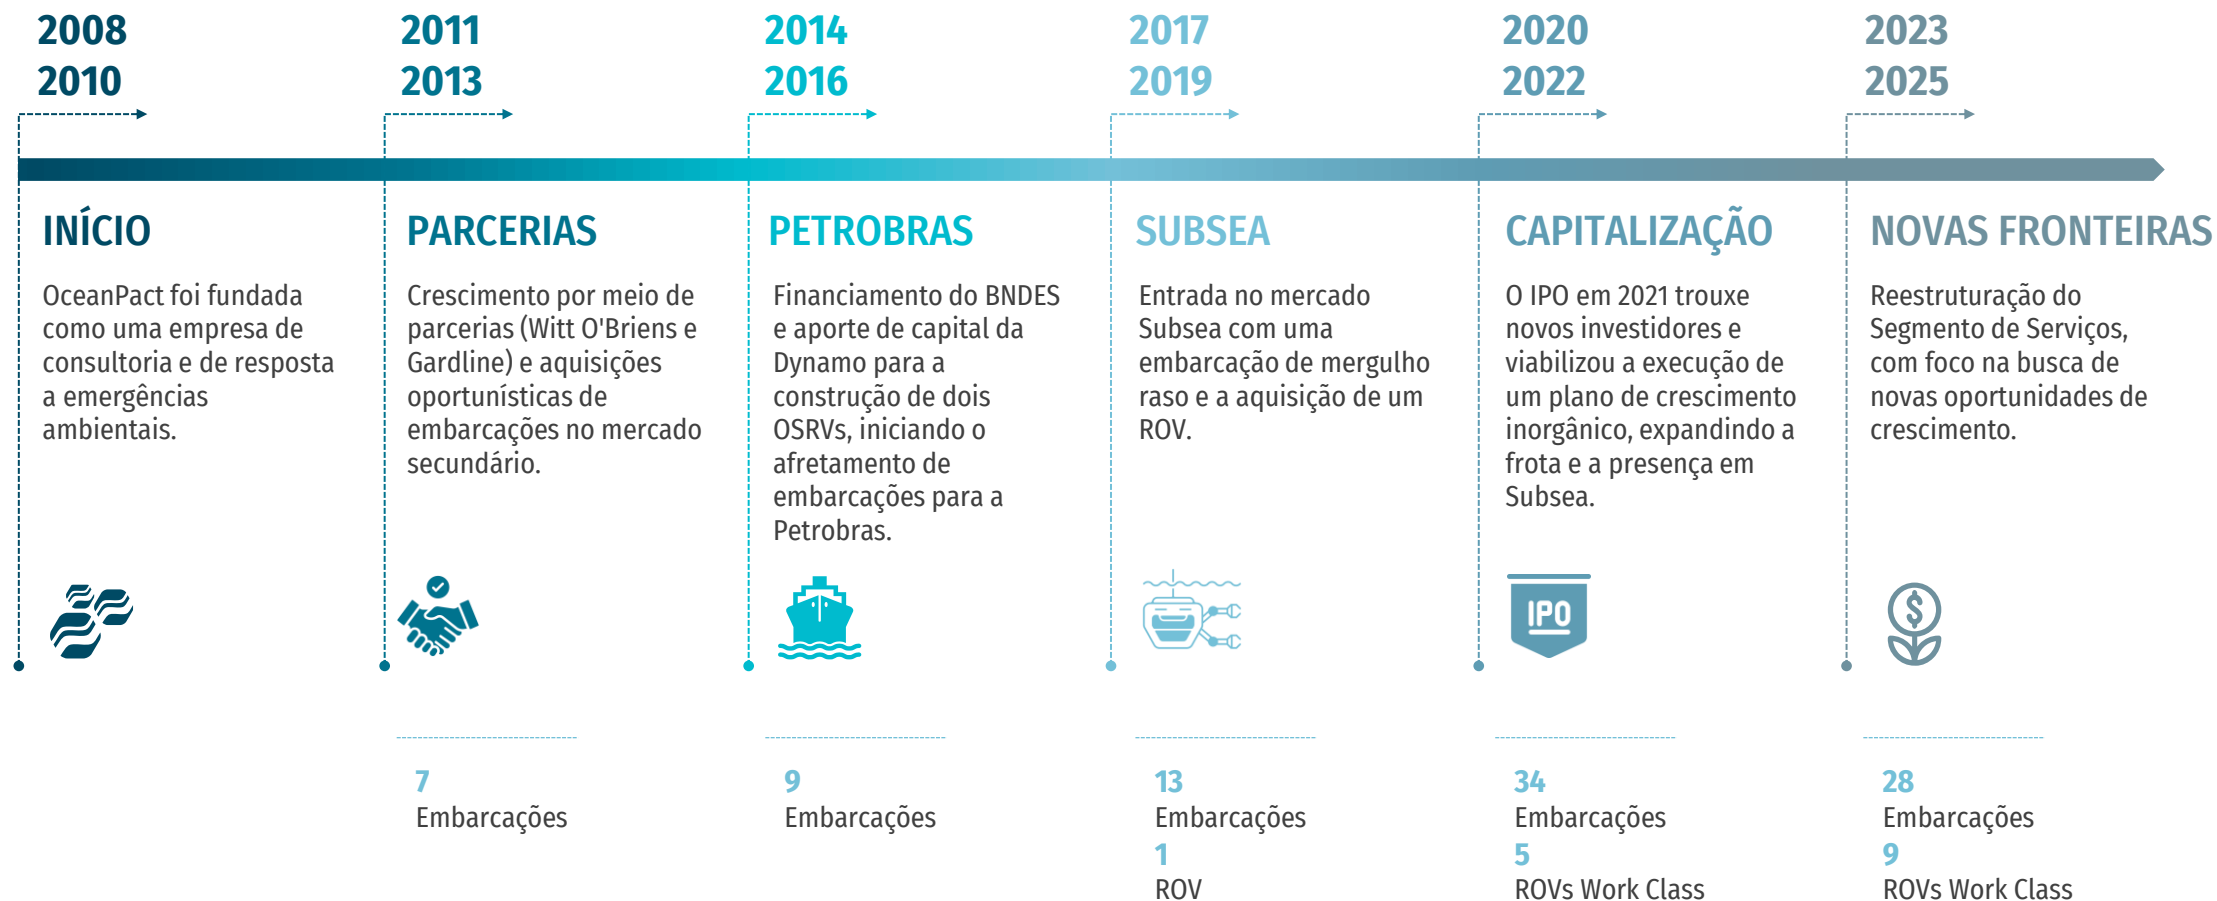 2008
2010
INÍCIO
OceanPact foi fundada
como uma empresa de
consultoria e de resposta
a emergências
ambientais.
2011
2013
PARCERIAS
Crescimento por meio de
parcerias (Witt O'Briens e
Gardline) e aquisições
oportunísticas de
embarcações no mercado
secundário.
7
Embarcações
2014
2016
PETROBRAS
Financiamento do BNDES
e aporte de capital da
Dynamo para a
construção de dois
OSRVs, iniciando o
afretamento de
embarcações para a
Petrobras.
9
Embarcações
2017
2019
SUBSEA
Entrada no mercado
Subsea com uma
embarcação de mergulho
raso e a aquisição de um
ROV.
13
Embarcações
1
ROV
2020
2022
CAPITALIZAÇÃO
O IPO em 2021 trouxe
novos investidores e
viabilizou a execução de
um plano de crescimento
inorgânico, expandindo a
frota e a presença em
Subsea.
IPO
34
Embarcações
5
ROVs Work Class
2023
2025
NOVAS FRONTEIRAS
Reestruturação do
Segmento de Serviços,
com foco na busca de
novas oportunidades de
crescimento.
$
28
Embarcações
9
ROVs Work Class